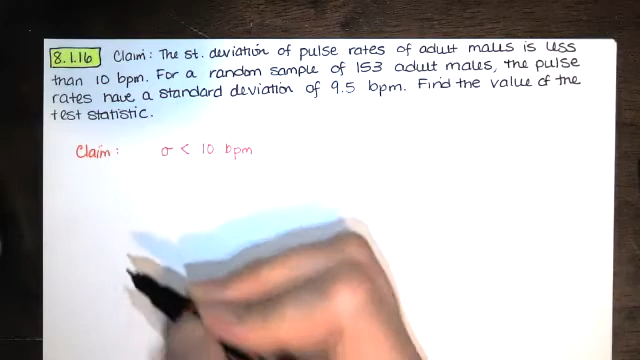 8.1.16 Claim: The st. deviation of pulse rates of adult males is less
than 10 bpm. For a random sample of 153 adult males, the pulse
rates have a standard deviation of 9.5 bpm. Find the value of the
test statistic.
Claim: σ < 10 bpm